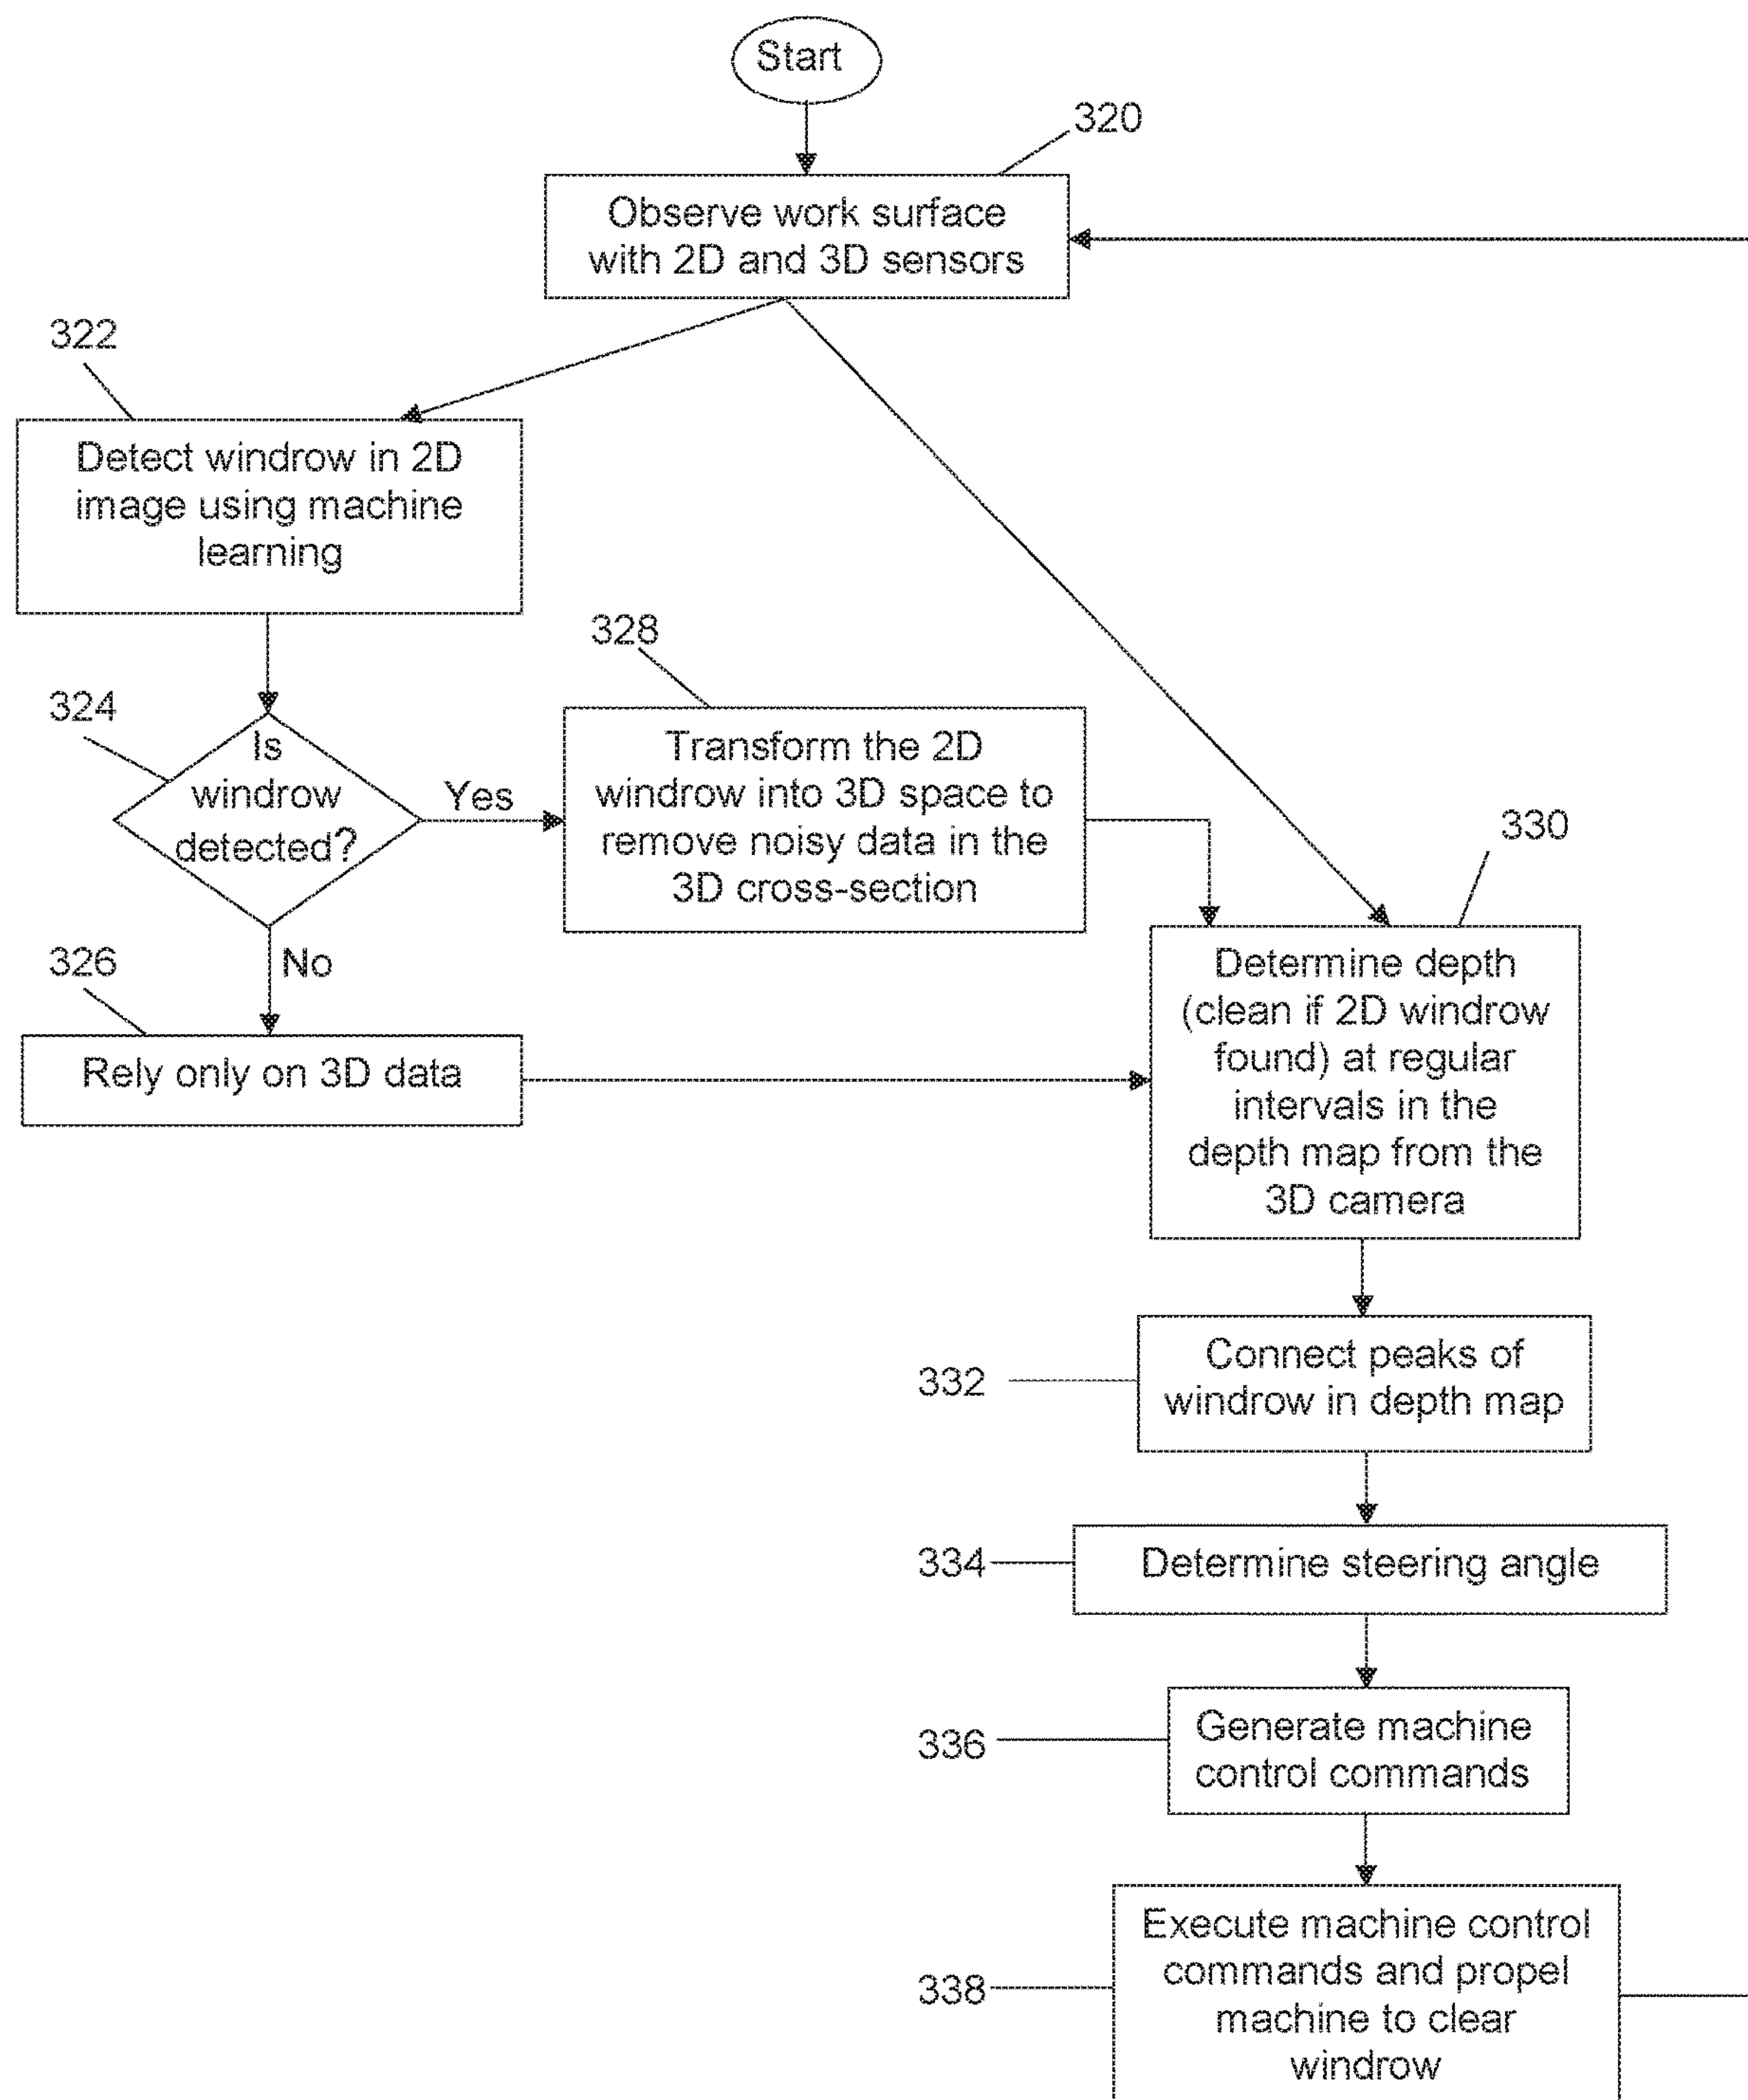 Start
320
Observe work surface
with 2D and 3D sensors
322
Detect windrow in 2D
image using machine
learning
324
Is
windrow
detected?
Yes
328
Transform the 2D
windrow into 3D space to
remove noisy data in the
3D cross-section
No
326
Rely only on 3D data
330
Determine depth
(clean if 2D windrow
found) at regular
intervals in the
depth map from the
3D camera
332
Connect peaks of
windrow in depth map
334
Determine steering angle
336
Generate machine
control commands
338
Execute machine control
commands and propel
machine to clear
windrow